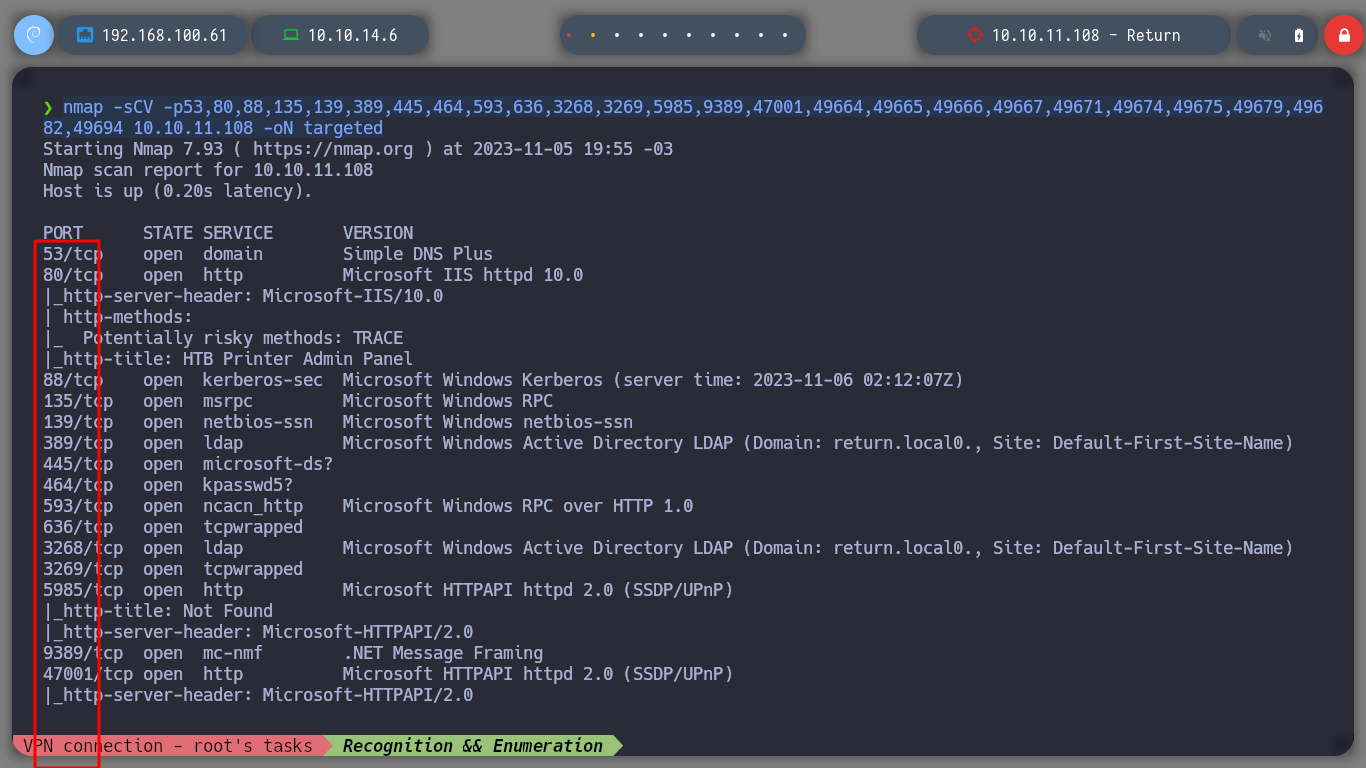 192.168.100.61 10.10.14.6 10.10.11.108 - Return
❯ nmap -sCV -p53,80,88,135,139,389,445,464,593,636,3268,3269,5985,9389,47001,49664,49665,49666,49667,49671,49674,49675,49679,496
82,49694 10.10.11.108 -oN targeted
Starting Nmap 7.93 ( https://nmap.org ) at 2023-11-05 19:55 -03
Nmap scan report for 10.10.11.108
Host is up (0.20s latency).
PORT      STATE SERVICE       VERSION
53/tcp    open  domain        Simple DNS Plus
80/tcp    open  http          Microsoft IIS httpd 10.0
|_http-server-header: Microsoft-IIS/10.0
| http-methods:
|_  Potentially risky methods: TRACE
|_http-title: HTB Printer Admin Panel
88/tcp    open  kerberos-sec  Microsoft Windows Kerberos (server time: 2023-11-06 02:12:07Z)
135/tcp   open  msrpc         Microsoft Windows RPC
139/tcp   open  netbios-ssn   Microsoft Windows netbios-ssn
389/tcp   open  ldap          Microsoft Windows Active Directory LDAP (Domain: return.local0., Site: Default-First-Site-Name)
445/tcp   open  microsoft-ds?
464/tcp   open  kpasswd5?
593/tcp   open  ncacn_http    Microsoft Windows RPC over HTTP 1.0
636/tcp   open  tcpwrapped
3268/tcp  open  ldap          Microsoft Windows Active Directory LDAP (Domain: return.local0., Site: Default-First-Site-Name)
3269/tcp  open  tcpwrapped
5985/tcp  open  http          Microsoft HTTPAPI httpd 2.0 (SSDP/UPnP)
|_http-title: Not Found
|_http-server-header: Microsoft-HTTPAPI/2.0
9389/tcp  open  mc-nmf        .NET Message Framing
47001/tcp open  http          Microsoft HTTPAPI httpd 2.0 (SSDP/UPnP)
|_http-server-header: Microsoft-HTTPAPI/2.0
VPN connection - root's tasks Recognition && Enumeration